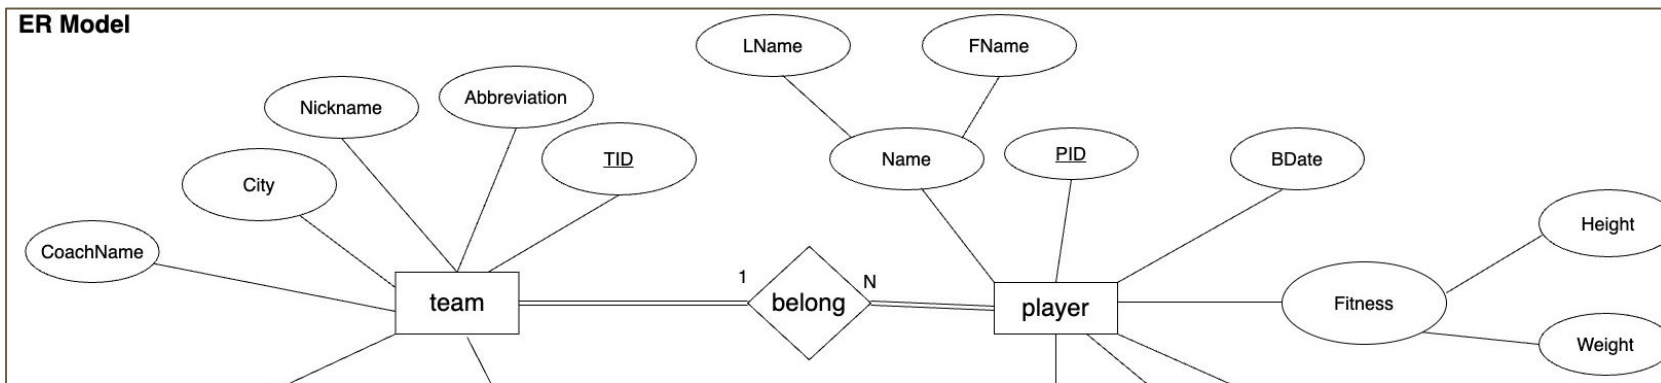 ER Model
LName
FName
Nickname
Abbreviation
TID
Name
PID
BDate
City
CoachName
Height
team
1
belong
N
player
Fitness
Weight